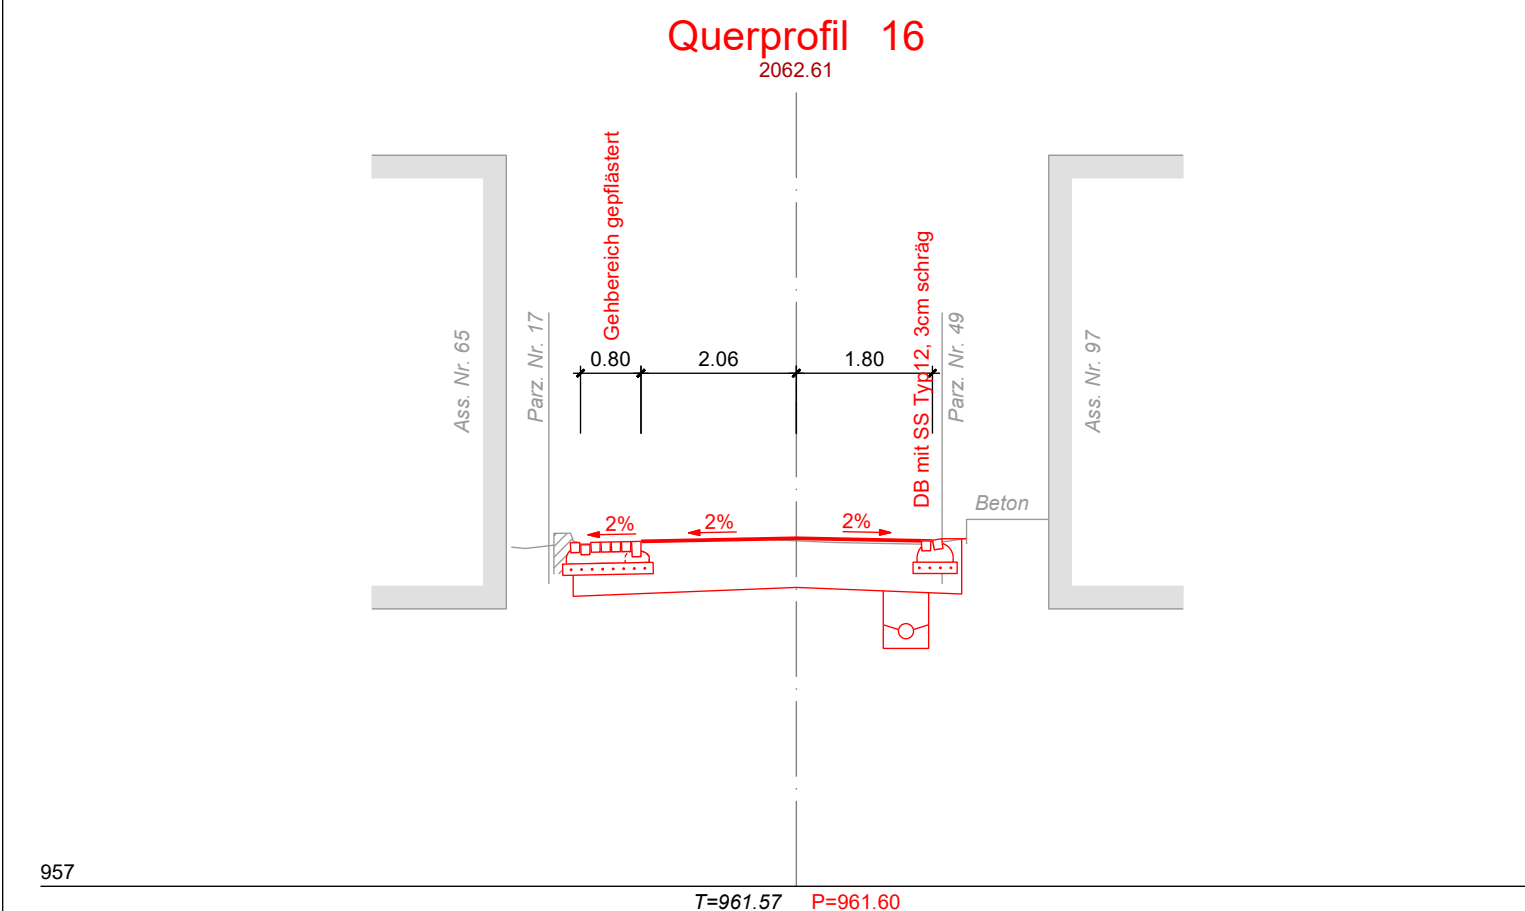 Querprofil 16
2062.61
Gehbereich gepflästert
DB mit SS Typ12, 3cm schräg
Ass. Nr. 65
Parz. Nr. 17
Parz. Nr. 49
Ass. Nr. 97
0.80
2.06
1.80
Beton
2%
2%
2%
957
T=961.57
P=961.60